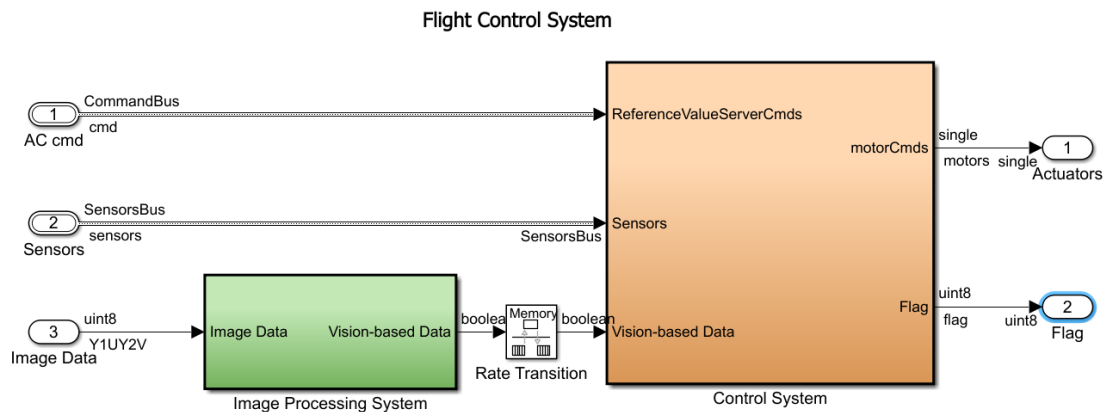 Flight Control System
CommandBus
1
cmd
AC cmd
ReferenceValueServerCmds
motorCmds
single
motors
single
1
Actuators
SensorsBus
2
sensors
Sensors
SensorsBus
Sensors
uint8
3
Y1UY2V
Image Data
Image Data
Vision-based Data
boolea
Memory
boolean
Rate Transition
Vision-based Data
Flag
uint8
flag
uint8
2
Flag
Image Processing System
Control System